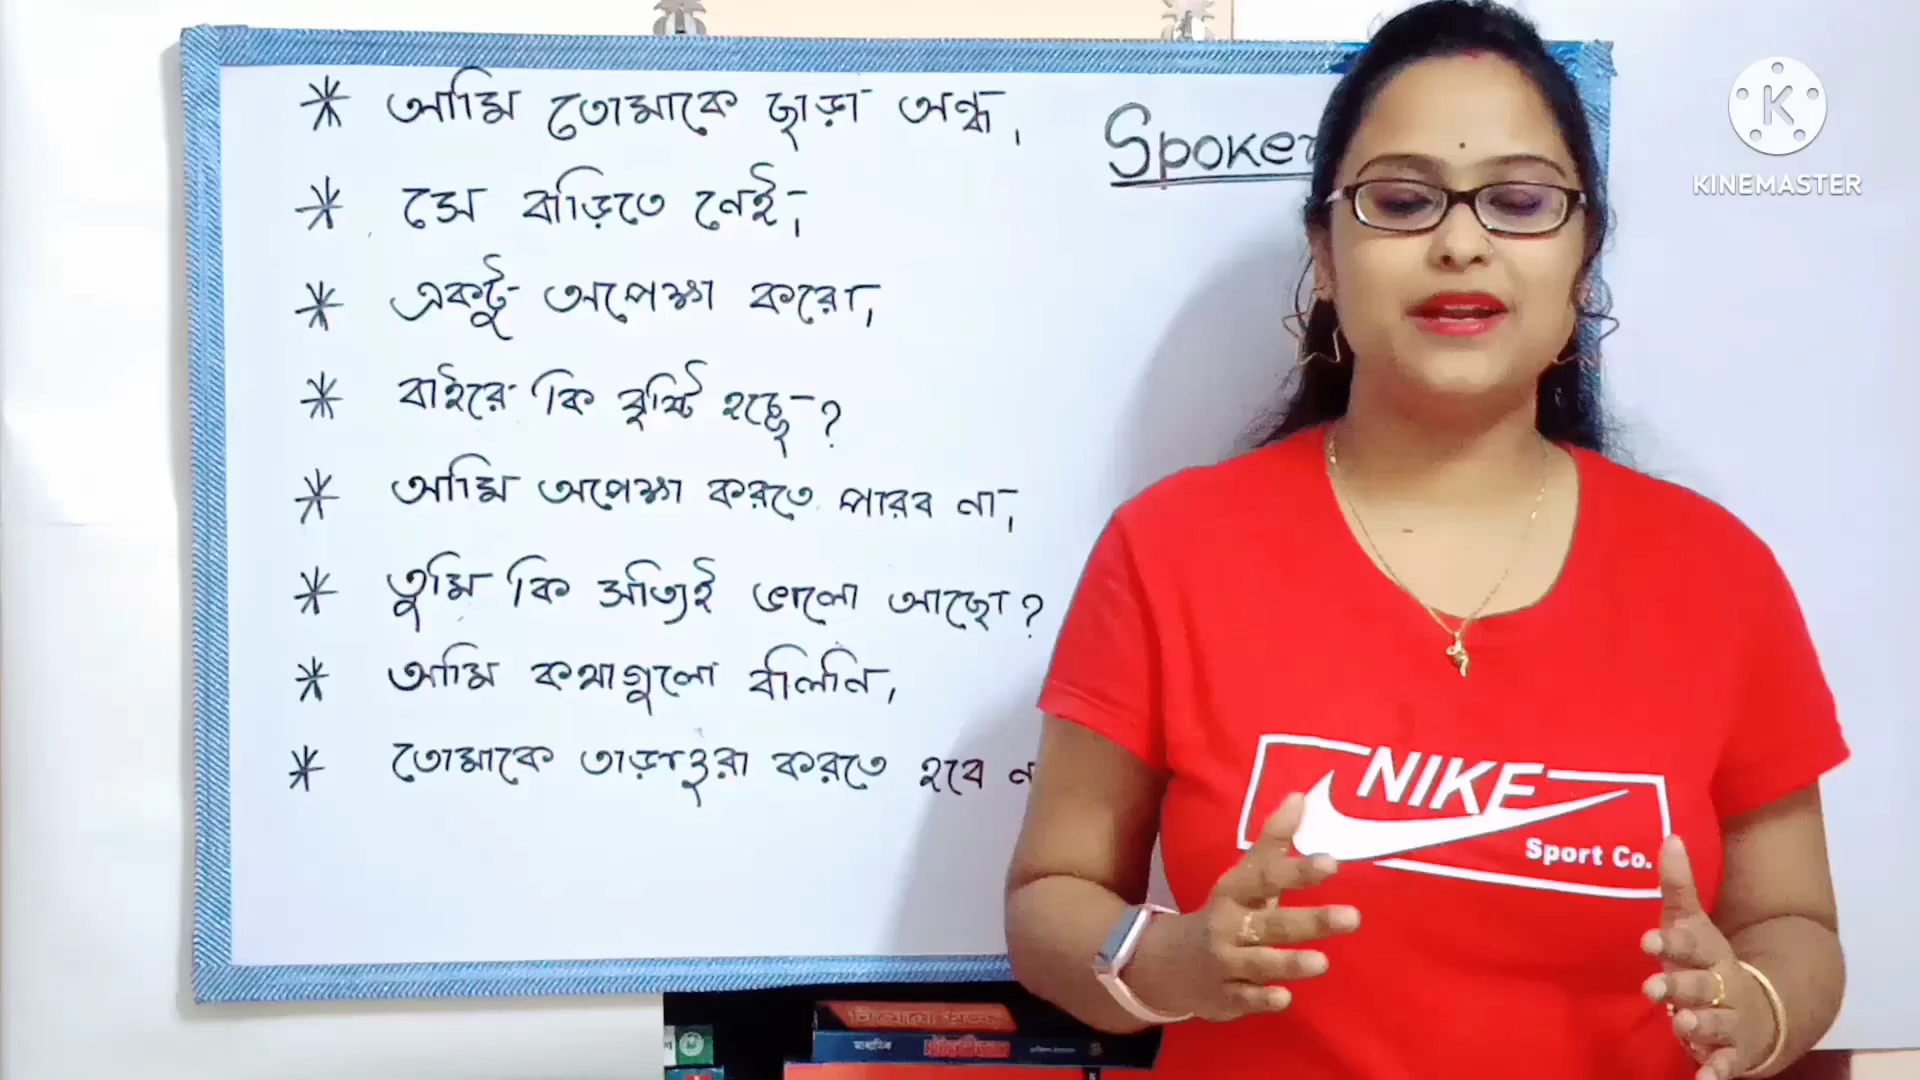 * আমি তোমাকে ছাড়া অন্ধ।
Spoken
* সে বাড়িতে নেই।
* একটু অপেক্ষা করো।
* বাইরে কি বৃষ্টি হচ্ছে?
* আমি অপেক্ষা করতে পারব না।
* তুমি কি সত্যিই ভালো আছো?
* আমি কথাগুলো বলিনি।
* তোমাকে তাড়াহুরা করতে হবে
K
KINEMASTER
NIKE
Sport Co.